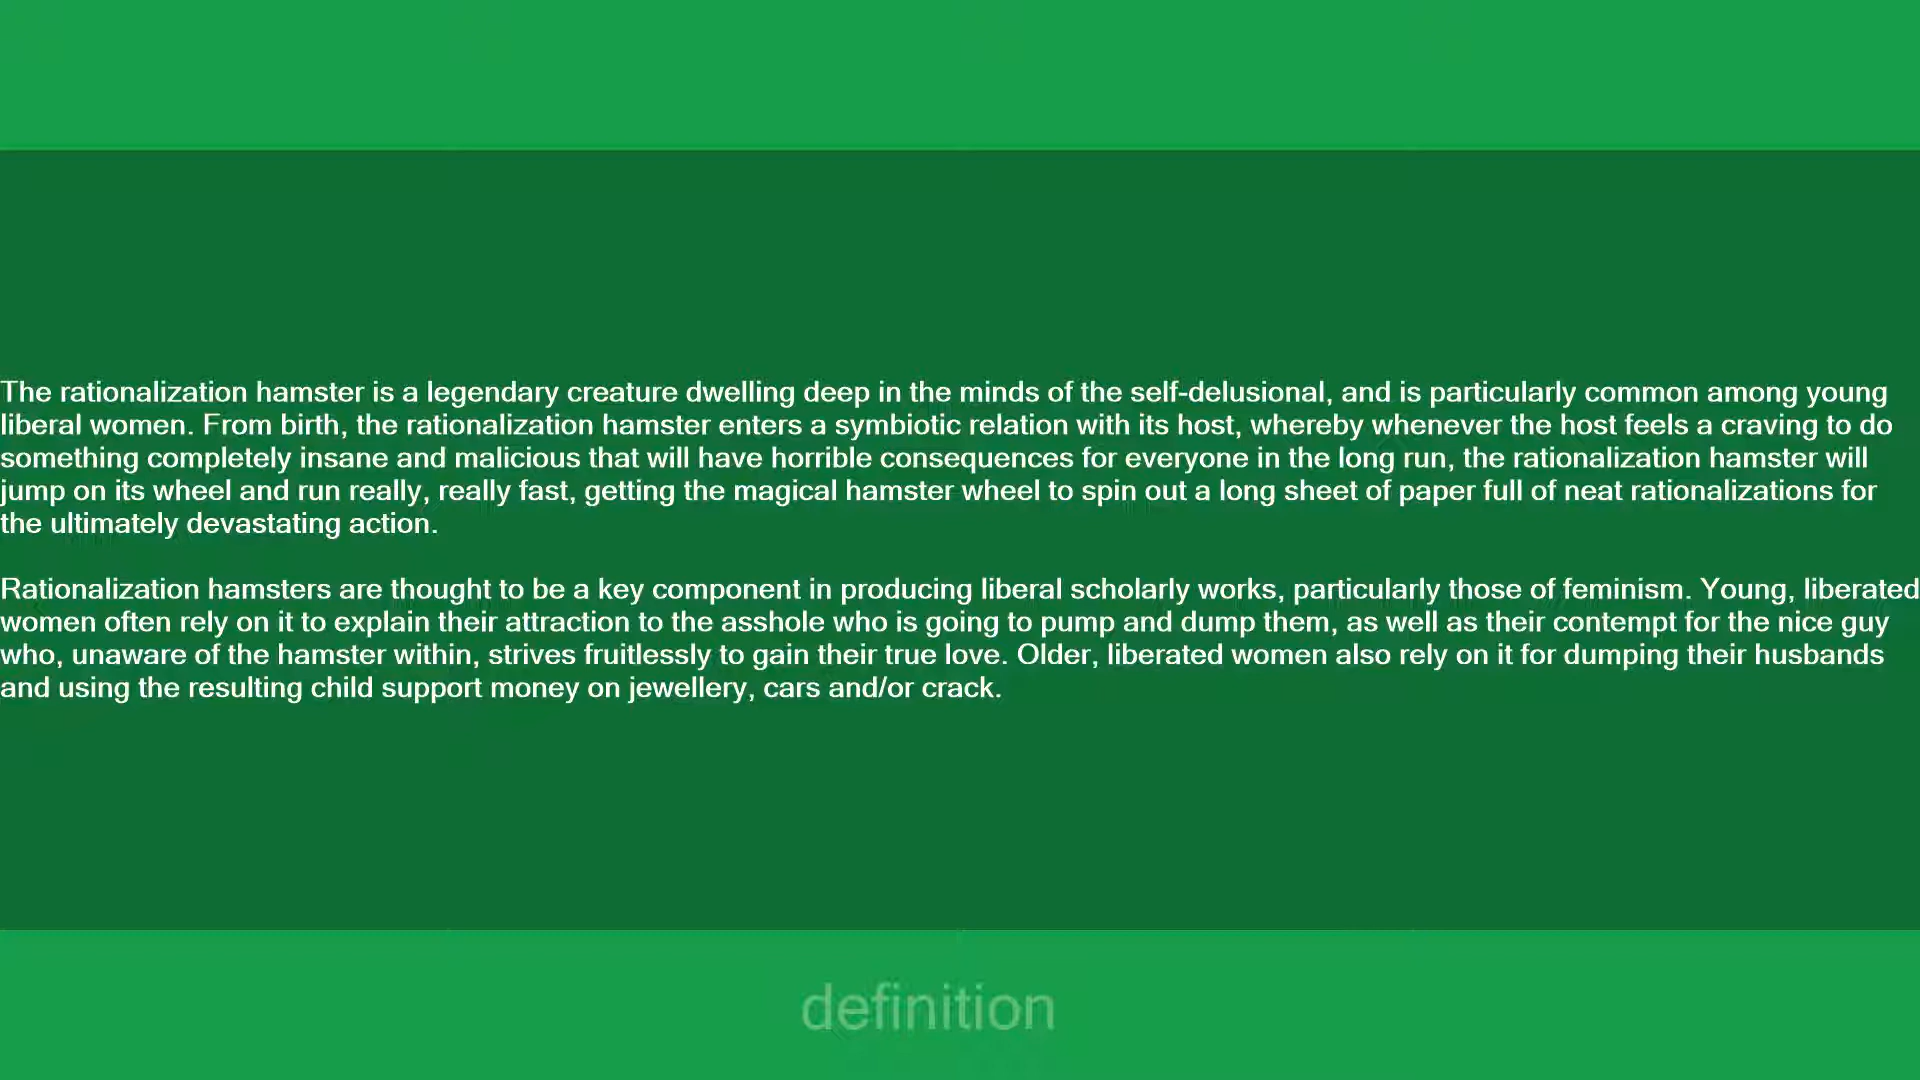 The rationalization hamster is a legendary creature dwelling deep in the minds of the self-delusional, and is particularly common among young
liberal women. From birth, the rationalization hamster enters a symbiotic relation with its host, whereby whenever the host feels a craving to do
something completely insane and malicious that will have horrible consequences for everyone in the long run, the rationalization hamster will
jump on its wheel and run really, really fast, getting the magical hamster wheel to spin out a long sheet of paper full of neat rationalizations for
the ultimately devastating action.
Rationalization hamsters are thought to be a key component in producing liberal scholarly works, particularly those of feminism. Young, liberated
women often rely on it to explain their attraction to the asshole who is going to pump and dump them, as well as their contempt for the nice guy
who, unaware of the hamster within, strives fruitlessly to gain their true love. Older, liberated women also rely on it for dumping their husbands
and using the resulting child support money on jewellery, cars and/or crack.
definition